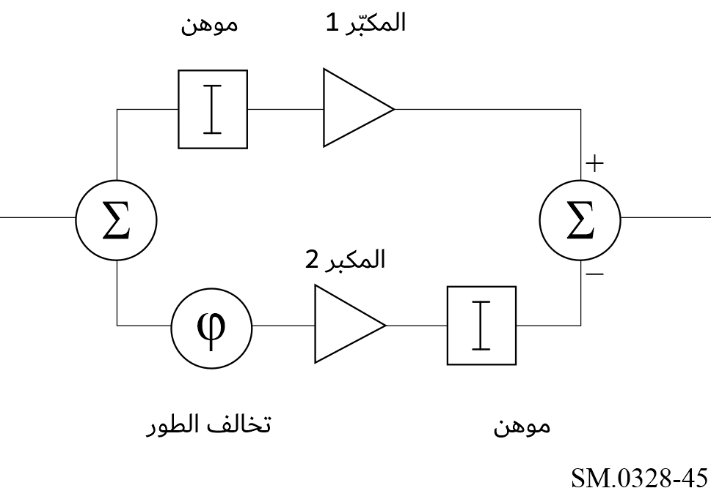 موهن المكبّر 1
Σ + Σ
−
المكبر 2
φ
تخالف الطور موهن
SM.0328-45